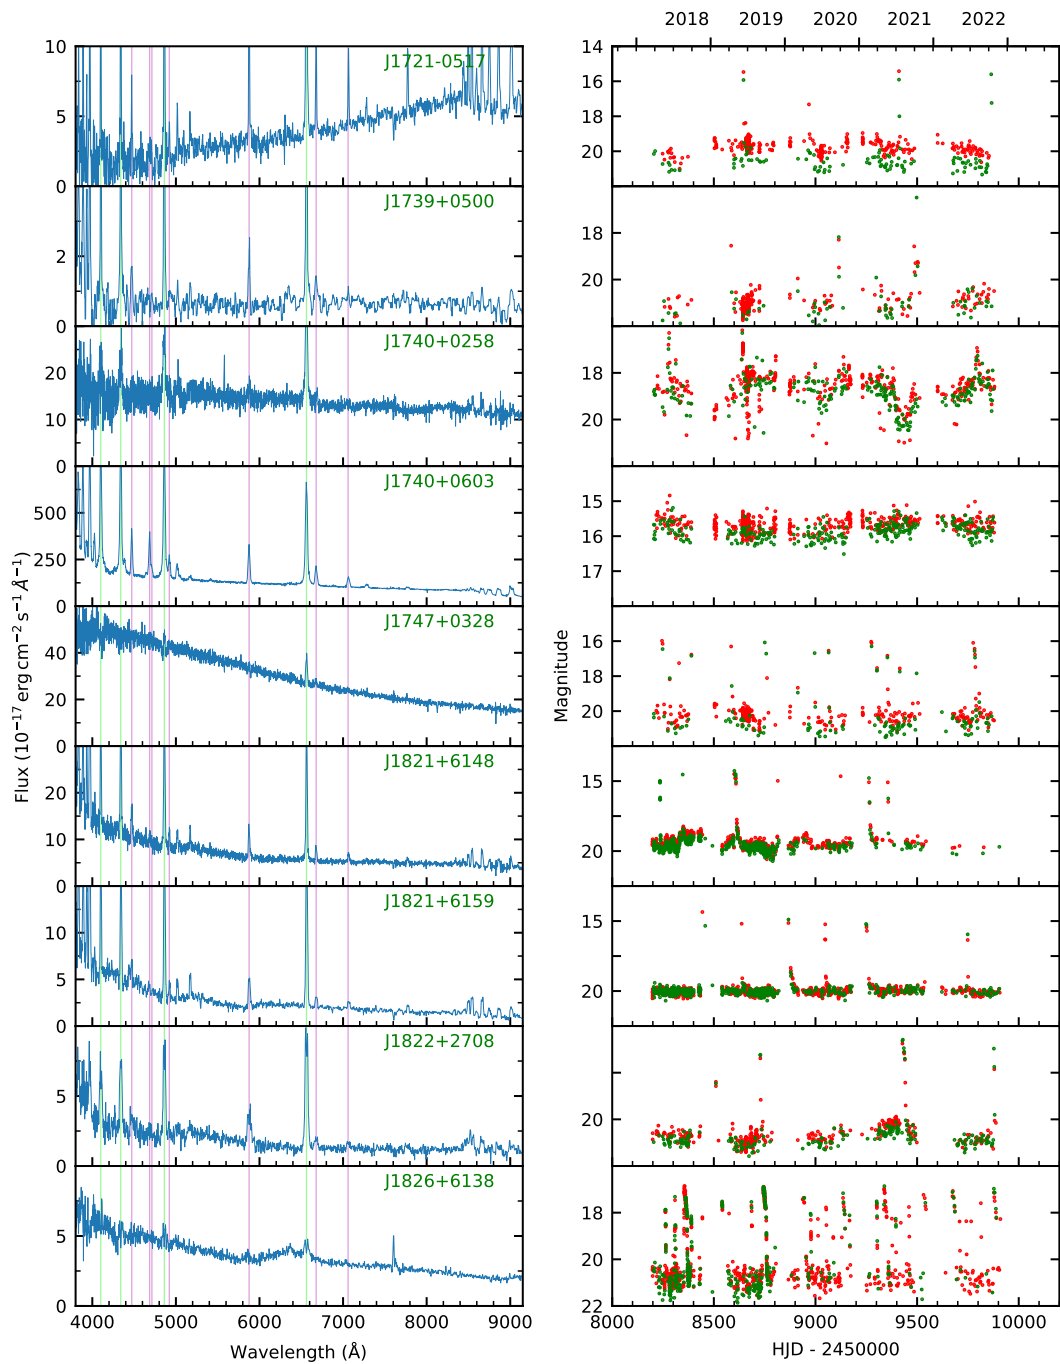 2018 2019 2020 2021 2022
10
5
0
J1721-0517
14
16
18
20
2
0
J1739+0500
18
20
20
10
0
J1740+0258
18
20
500
250
J1740+0603
15
16
17
40
20
0
J1747+0328
16
18
20
20
10
0
J1821+6148
15
20
10
5
0
J1821+6159
15
20
5
0
J1822+2708
20
5
0
J1826+6138
18
20
22
4000 5000 6000 7000 8000 9000
8000 8500 9000 9500 10000
Wavelength (Å)
HJD - 2450000
Flux (10⁻¹⁷ erg cm⁻² s⁻¹ Å⁻¹)
Magnitude